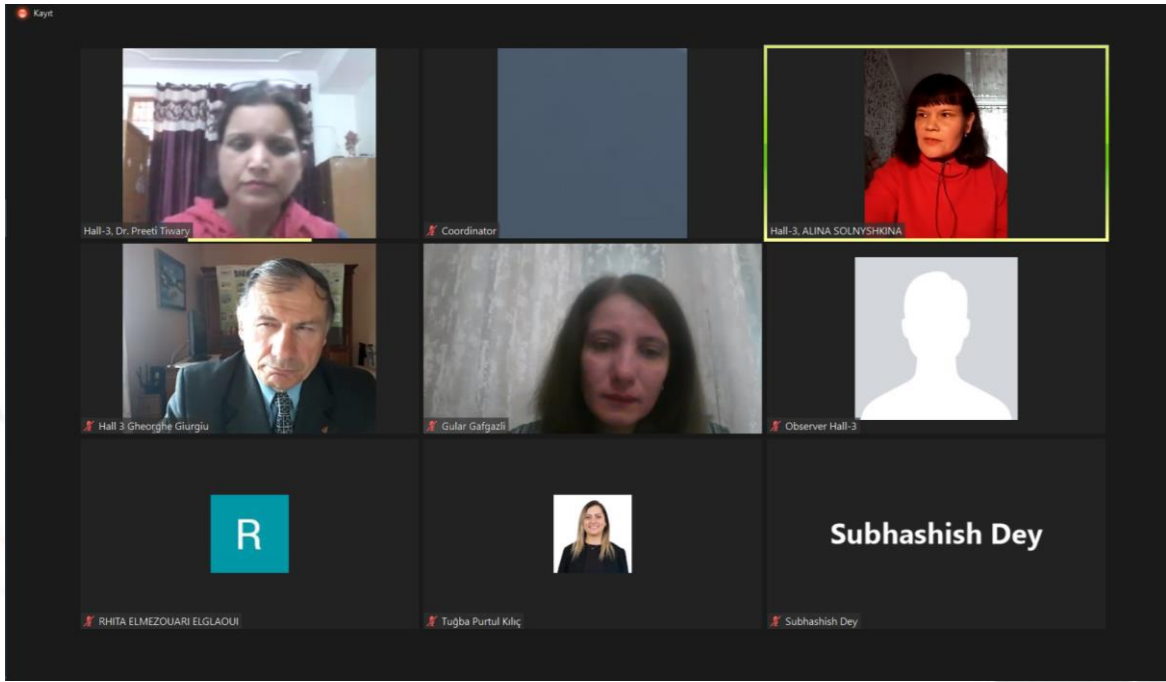 Kayıt
Hall-3, Dr. Preeti Tiwary
Coordinator
Hall-3, ALINA SOLNYSHKINA
Hall 3 Gheorghe Giurgiu
Gular Gafgazli
Observer Hall-3
R
Subhashish Dey
RHITA ELMEZOUARI ELGLAOUI
Tuğba Purtul Kılıç
Subhashish Dey